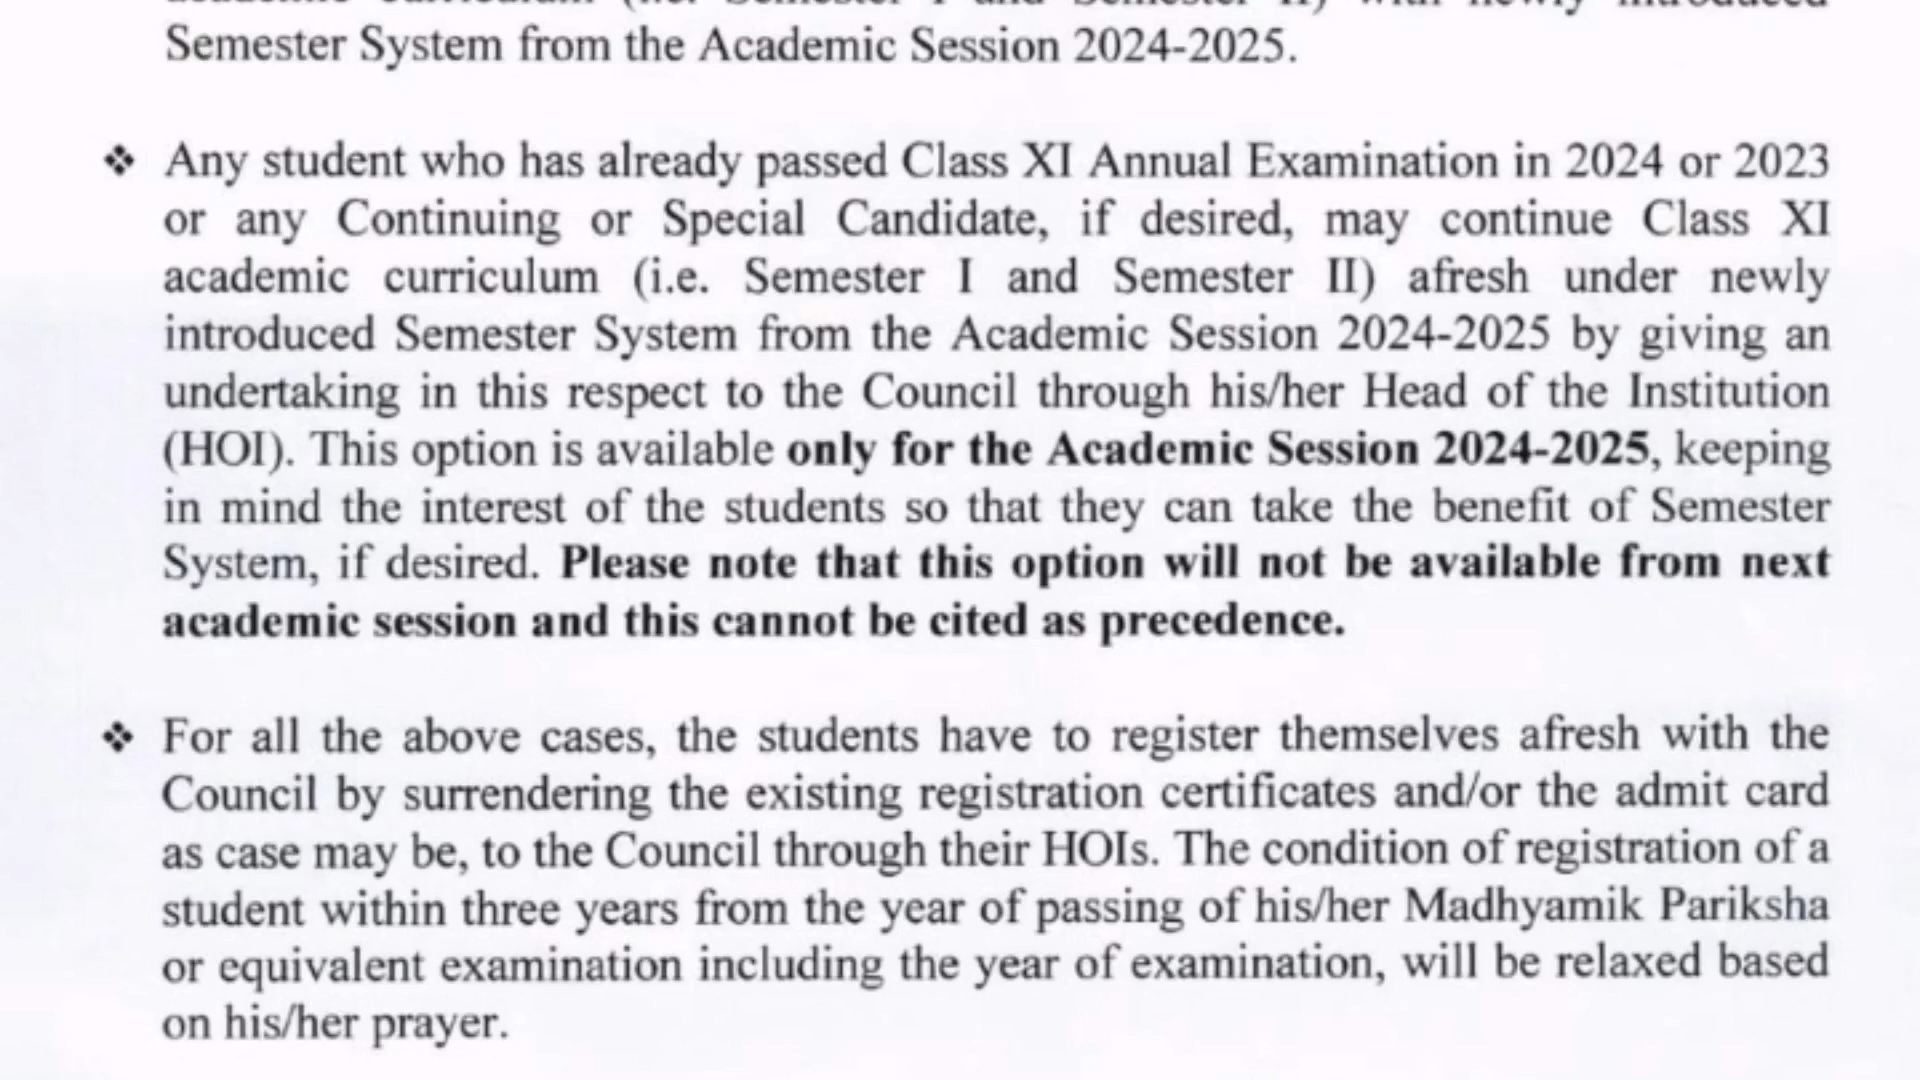 academic curriculum (i.e. Semester I and Semester II) with newly introduced
Semester System from the Academic Session 2024-2025.
❖ Any student who has already passed Class XI Annual Examination in 2024 or 2023
or any Continuing or Special Candidate, if desired, may continue Class XI
academic curriculum (i.e. Semester I and Semester II) afresh under newly
introduced Semester System from the Academic Session 2024-2025 by giving an
undertaking in this respect to the Council through his/her Head of the Institution
(HOI). This option is available only for the Academic Session 2024-2025, keeping
in mind the interest of the students so that they can take the benefit of Semester
System, if desired. Please note that this option will not be available from next
academic session and this cannot be cited as precedence.
❖ For all the above cases, the students have to register themselves afresh with the
Council by surrendering the existing registration certificates and/or the admit card
as case may be, to the Council through their HOIs. The condition of registration of a
student within three years from the year of passing of his/her Madhyamik Pariksha
or equivalent examination including the year of examination, will be relaxed based
on his/her prayer.